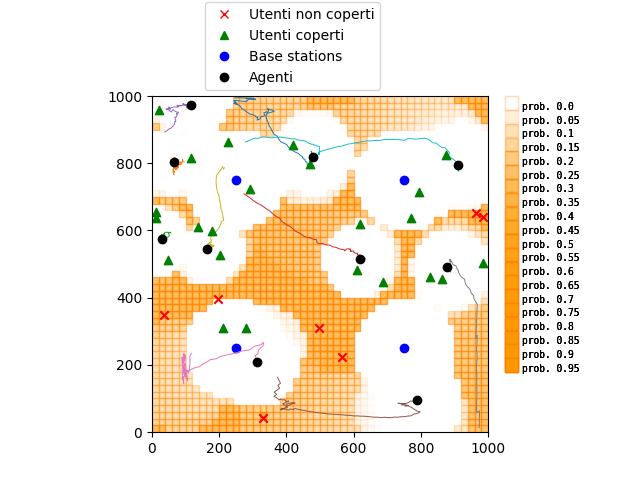 Utenti non coperti
Utenti coperti
Base stations
Agenti
1000
800
600
400
200
0
0
200
400
600
800
1000
prob. 0.0
prob. 0.05
prob. 0.1
prob. 0.15
prob. 0.2
prob. 0.25
prob. 0.3
prob. 0.35
prob. 0.4
prob. 0.45
prob. 0.5
prob. 0.55
prob. 0.6
prob. 0.65
prob. 0.7
prob. 0.75
prob. 0.8
prob. 0.85
prob. 0.9
prob. 0.95